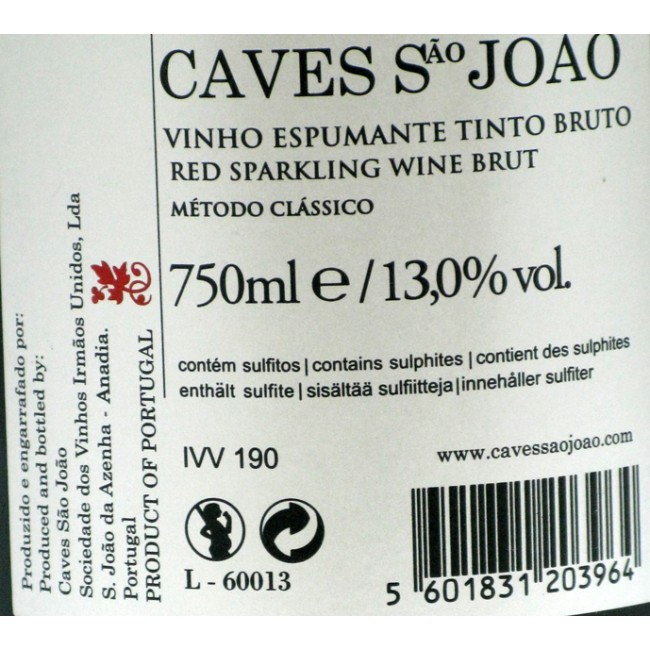 CAVES SÃO JOAO
VINHO ESPUMANTE TINTO BRUTO
RED SPARKLING WINE BRUT
MÉTODO CLÁSSICO
750ml e / 13,0% vol.
contém sulfitos | contains sulphites | contient des sulphites
enthält sulfite | sisältää sulfiitteja | innehåller sulfiter
IVV 190
www.cavessaojoao.com
L - 60013
5 601831 203964
Produzido e engarrafado por:
Produced and bottled by:
Caves São João
Sociedade dos Vinhos Irmãos Unidos, Lda
S. João da Azenha - Anadia.
Portugal
PRODUCT OF PORTUGAL